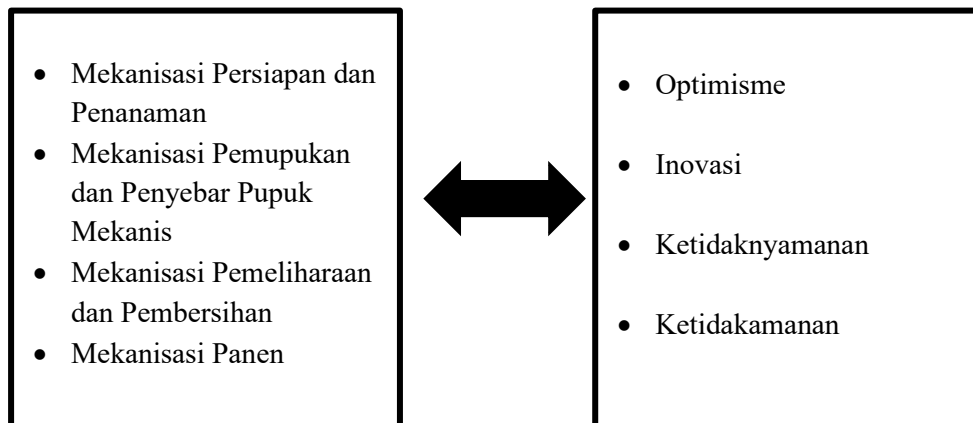 • Mekanisasi Persiapan dan
Penanaman
• Mekanisasi Pemupukan
dan Penyebar Pupuk
Mekanis
• Mekanisasi Pemeliharaan
dan Pembersihan
• Mekanisasi Panen
• Optimisme
• Inovasi
• Ketidaknyamanan
• Ketidakamanan